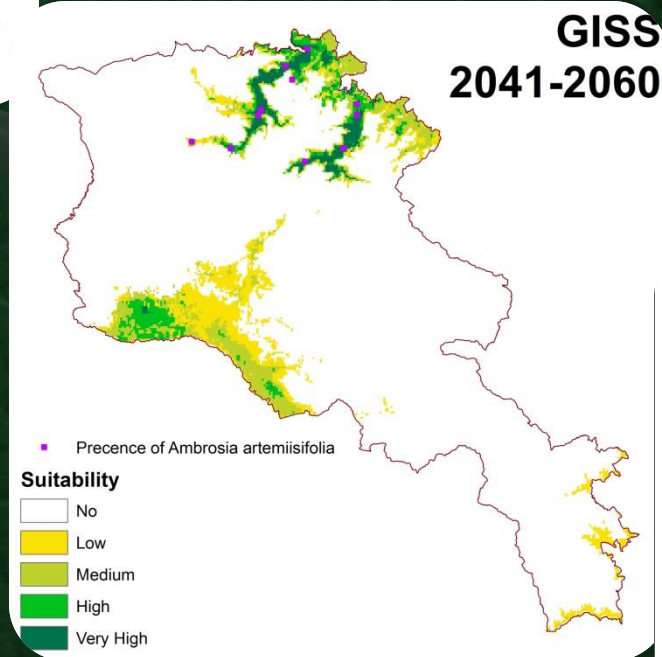 GISS
2041-2060
Precence of Ambrosia artemiisifolia
Suitability
No
Low
Medium
High
Very High